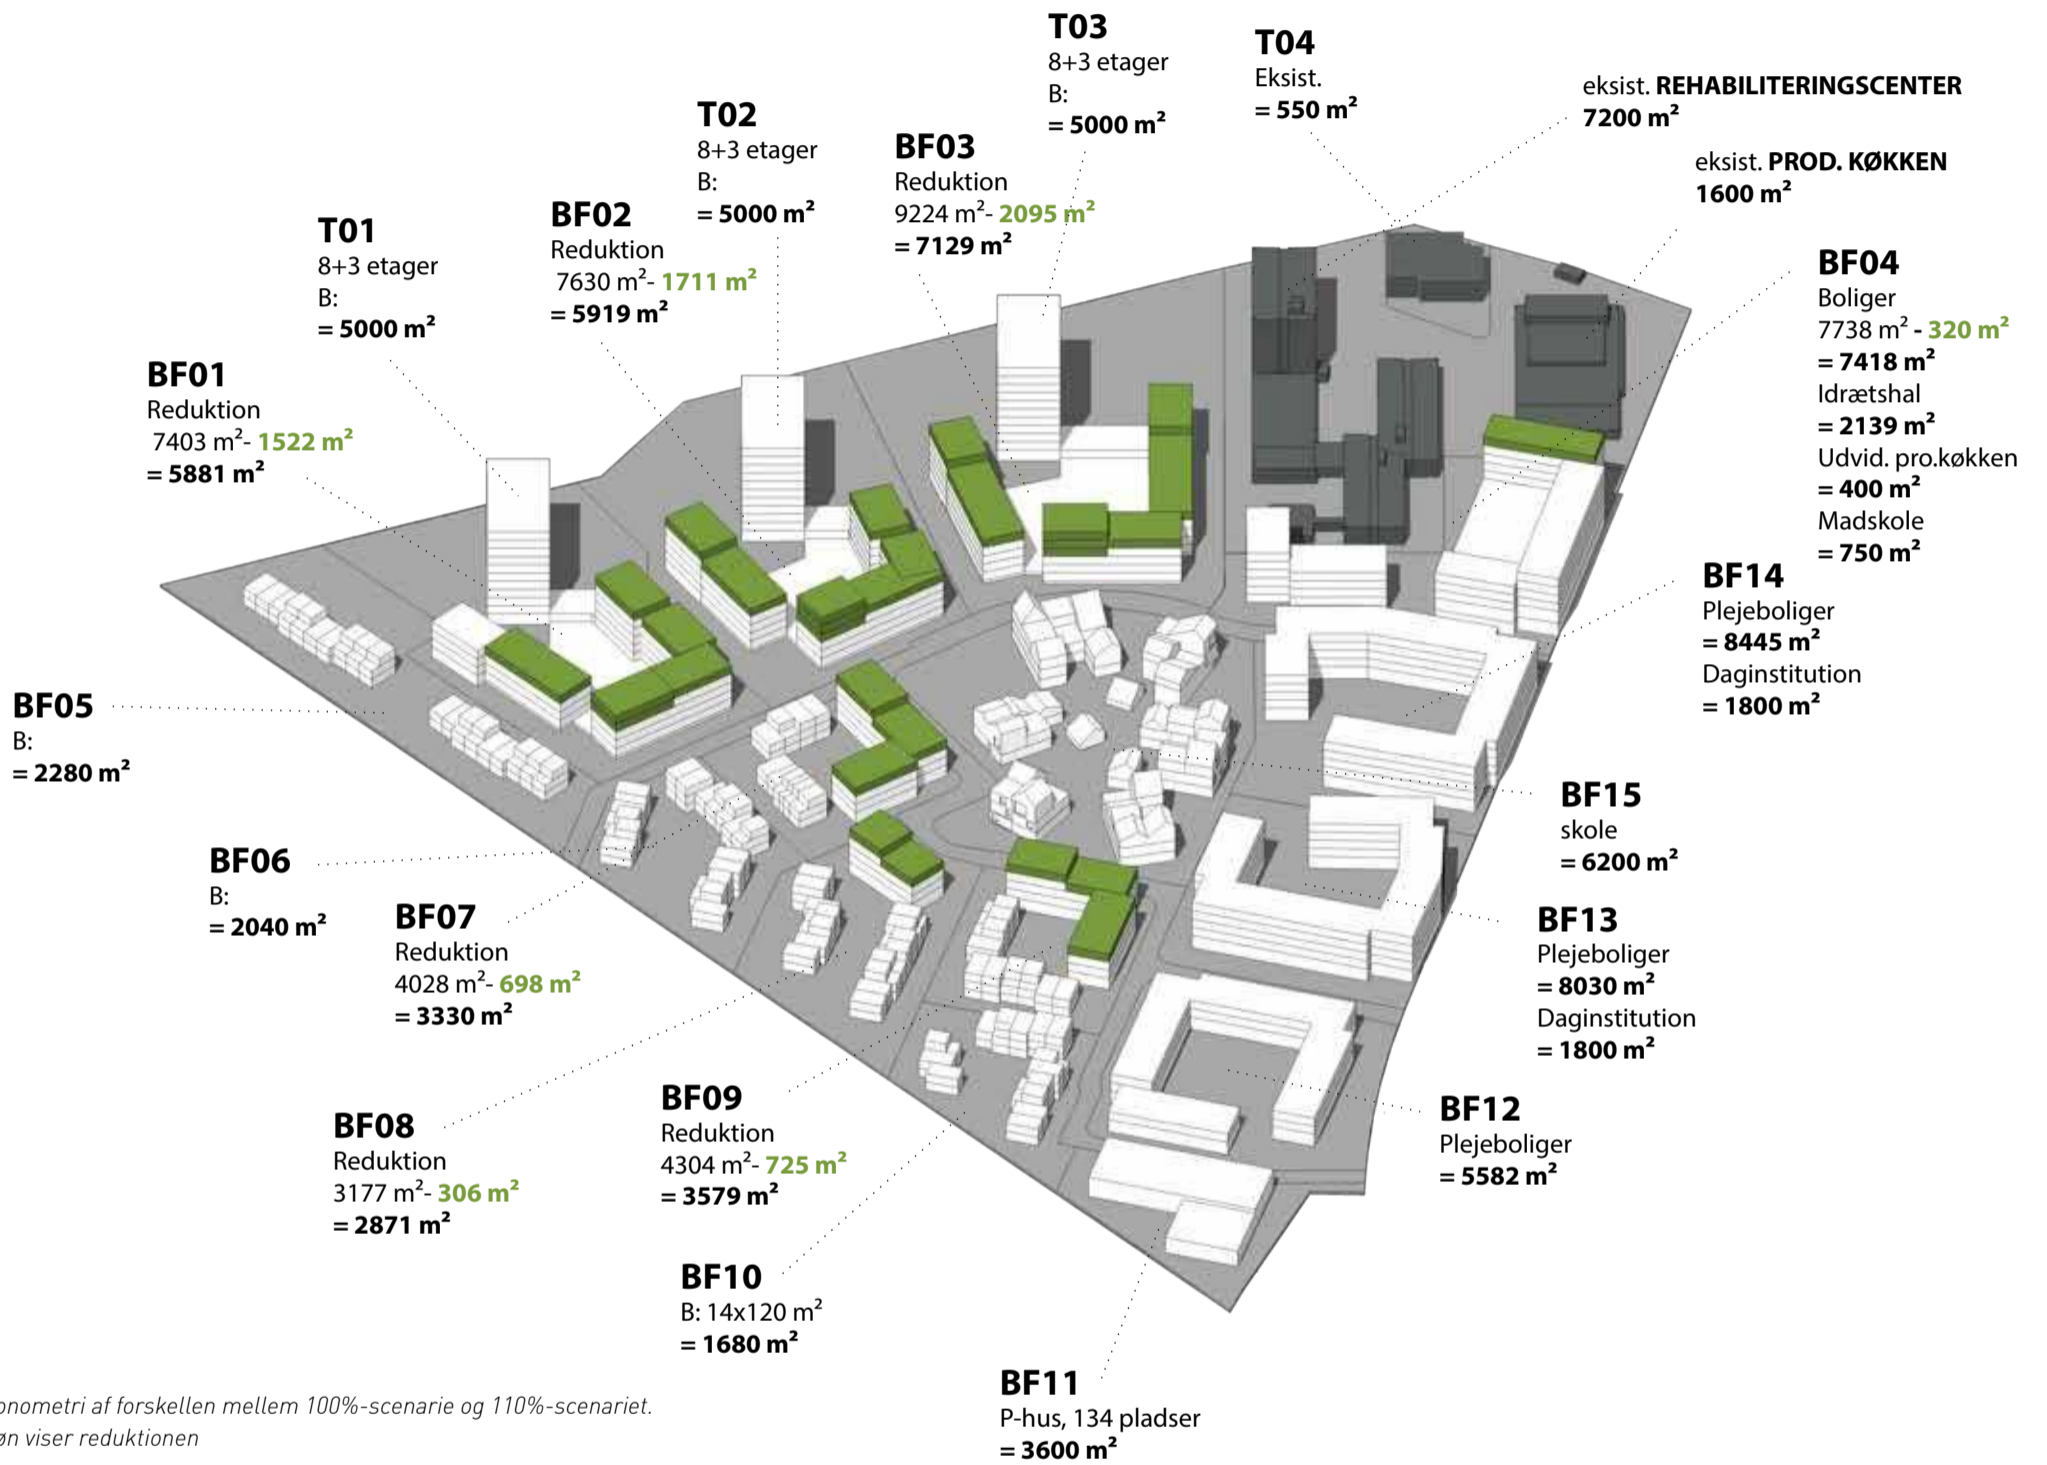 T03
8+3 etager
B:
= 5000 m²
T04
Eksist.
= 550 m²
eksist. REHABILITERINGSCENTER
7200 m²
T02
8+3 etager
B:
= 5000 m²
BF03
Reduktion
9224 m²- 2095 m²
= 7129 m²
eksist. PROD. KØKKEN
1600 m²
T01
8+3 etager
B:
= 5000 m²
BF02
Reduktion
7630 m²- 1711 m²
= 5919 m²
BF04
Boliger
7738 m² - 320 m²
= 7418 m²
Idrætshal
= 2139 m²
Udvid. pro.køkken
= 400 m²
Madskole
= 750 m²
BF01
Reduktion
7403 m²- 1522 m²
= 5881 m²
BF14
Plejeboliger
= 8445 m²
Daginstitution
= 1800 m²
BF05
B:
= 2280 m²
BF15
skole
= 6200 m²
BF06
B:
= 2040 m²
BF07
Reduktion
4028 m²- 698 m²
= 3330 m²
BF13
Plejeboliger
= 8030 m²
Daginstitution
= 1800 m²
BF08
Reduktion
3177 m²- 306 m²
= 2871 m²
BF09
Reduktion
4304 m²- 725 m²
= 3579 m²
BF12
Plejeboliger
= 5582 m²
BF10
B: 14x120 m²
= 1680 m²
BF11
P-hus, 134 pladser
= 3600 m²
onometri af forskellen mellem 100%-scenarie og 110%-scenariet.
øn viser reduktionen